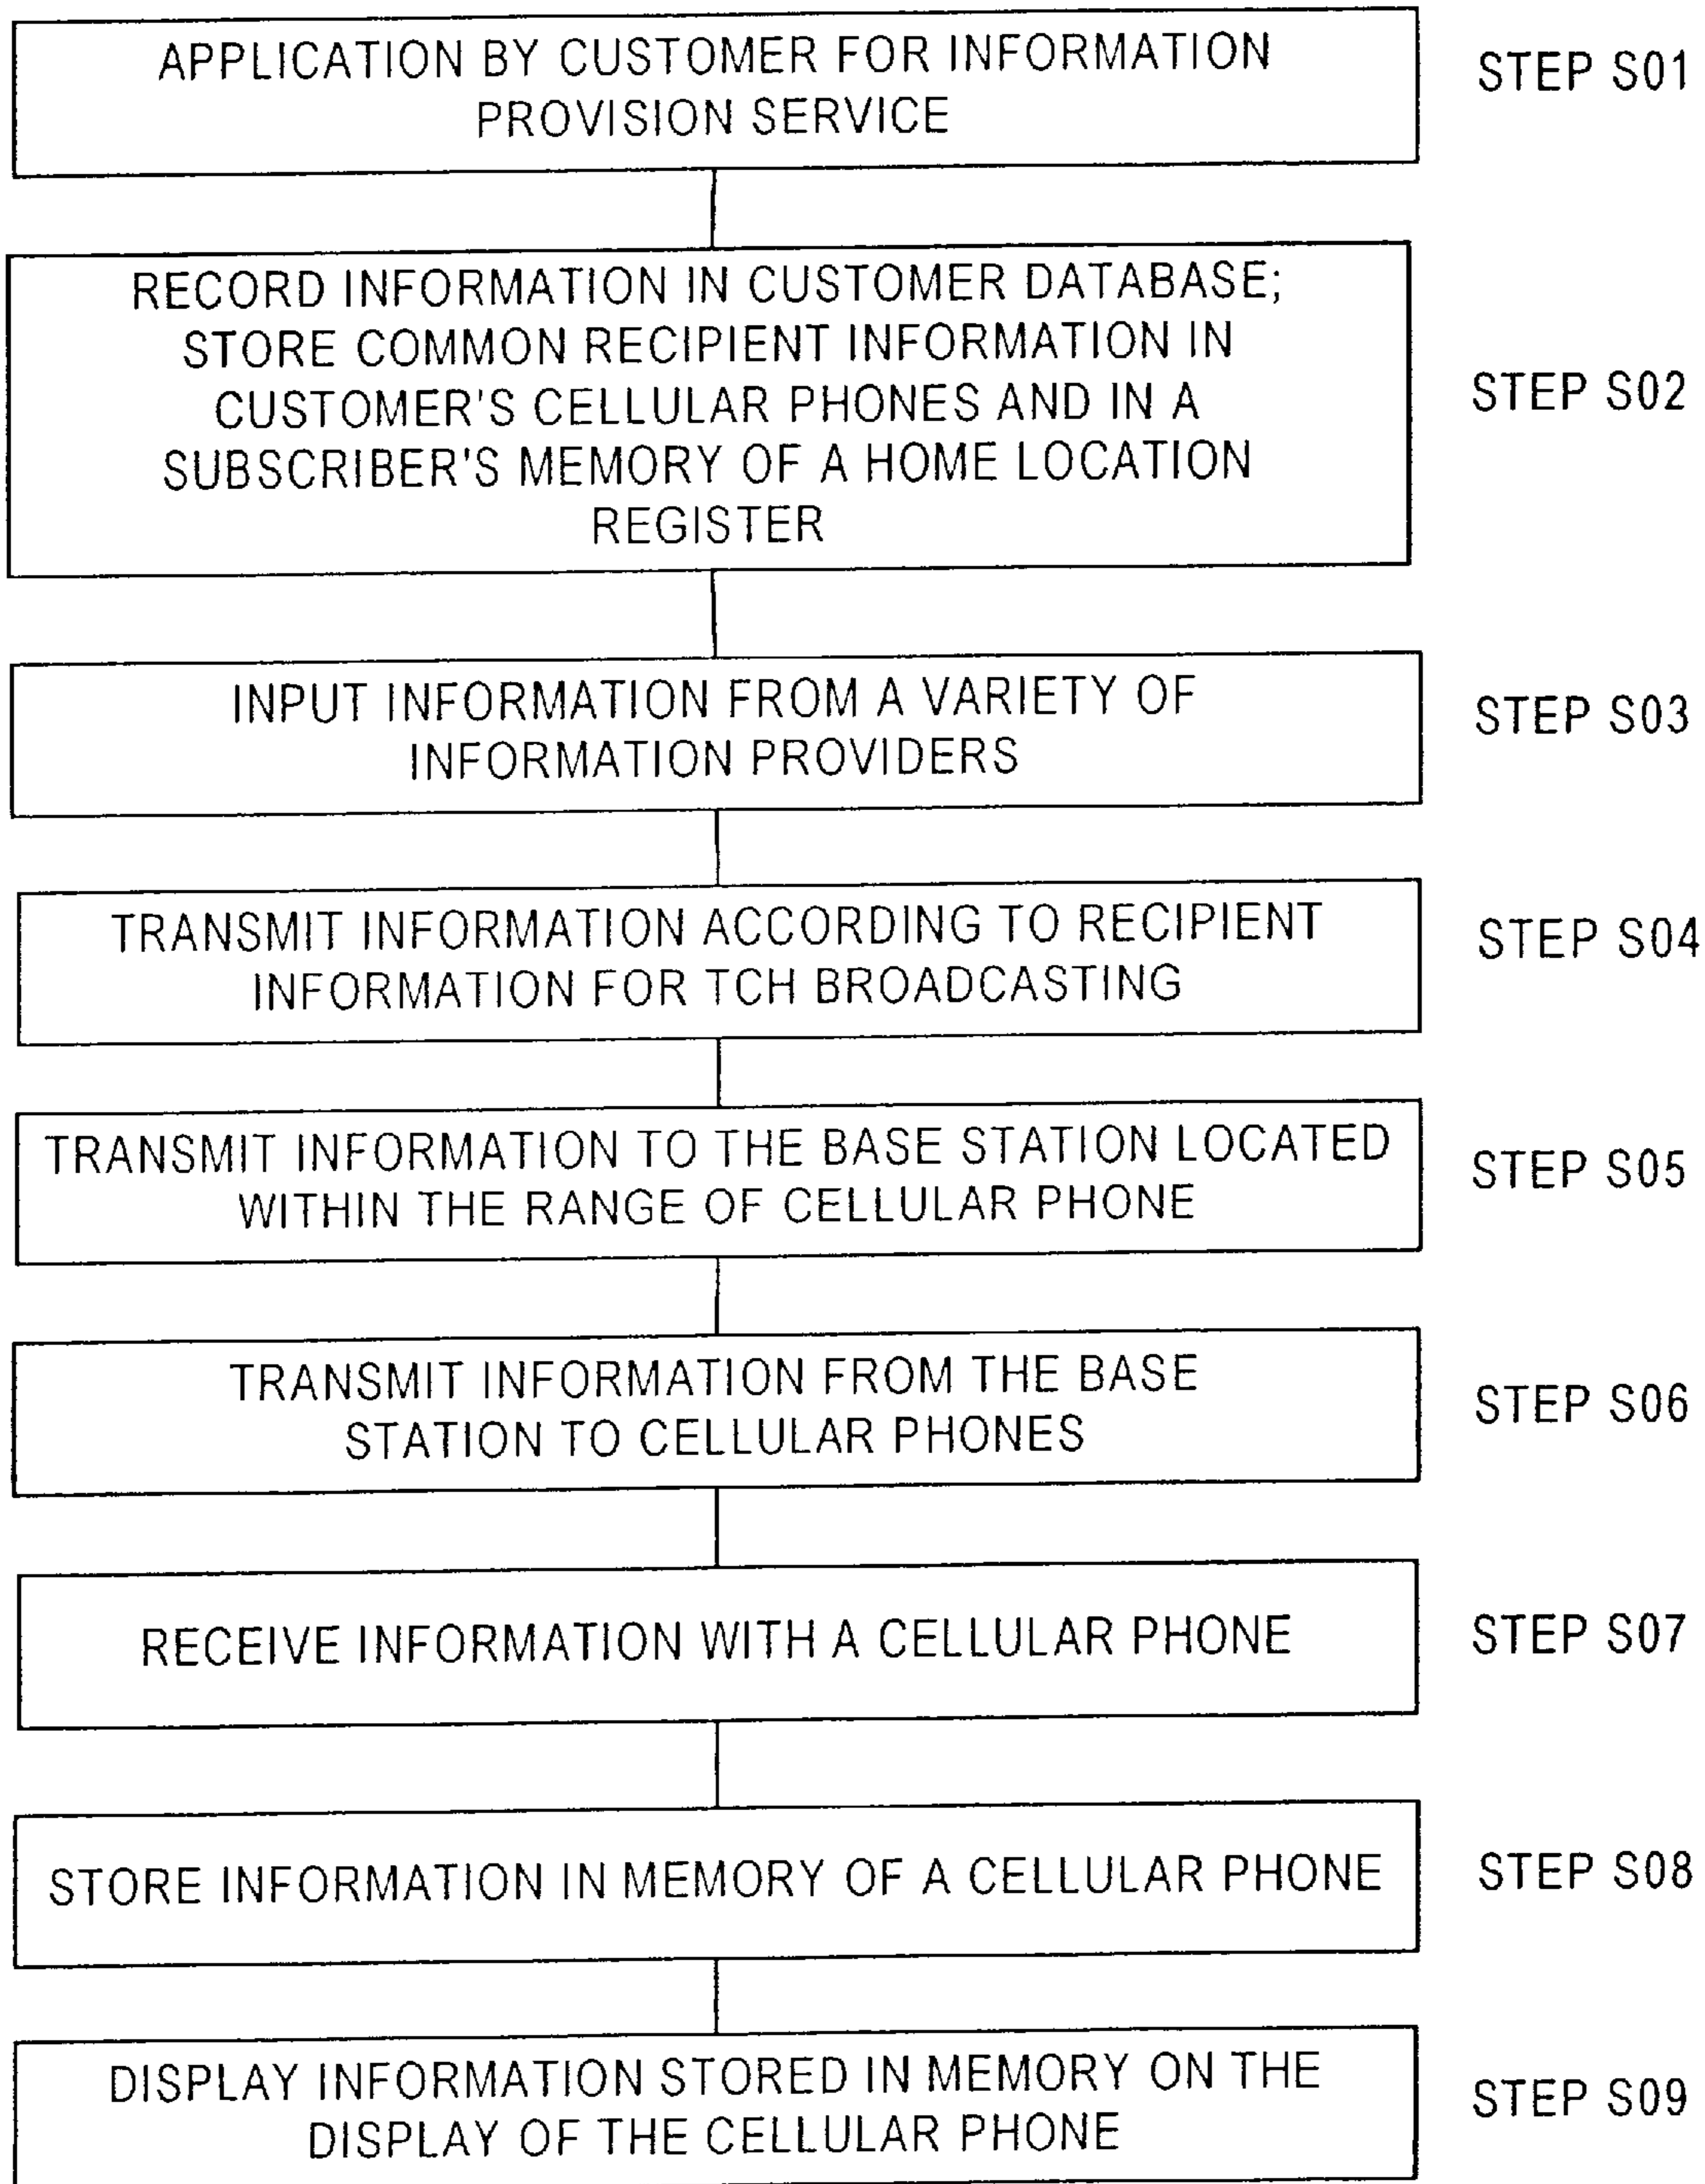 APPLICATION BY CUSTOMER FOR INFORMATION
PROVISION SERVICE
STEP S01
RECORD INFORMATION IN CUSTOMER DATABASE;
STORE COMMON RECIPIENT INFORMATION IN
CUSTOMER'S CELLULAR PHONES AND IN A
SUBSCRIBER'S MEMORY OF A HOME LOCATION
REGISTER
STEP S02
INPUT INFORMATION FROM A VARIETY OF
INFORMATION PROVIDERS
STEP S03
TRANSMIT INFORMATION ACCORDING TO RECIPIENT
INFORMATION FOR TCH BROADCASTING
STEP S04
TRANSMIT INFORMATION TO THE BASE STATION LOCATED
WITHIN THE RANGE OF CELLULAR PHONE
STEP S05
TRANSMIT INFORMATION FROM THE BASE
STATION TO CELLULAR PHONES
STEP S06
RECEIVE INFORMATION WITH A CELLULAR PHONE
STEP S07
STORE INFORMATION IN MEMORY OF A CELLULAR PHONE
STEP S08
DISPLAY INFORMATION STORED IN MEMORY ON THE
DISPLAY OF THE CELLULAR PHONE
STEP S09